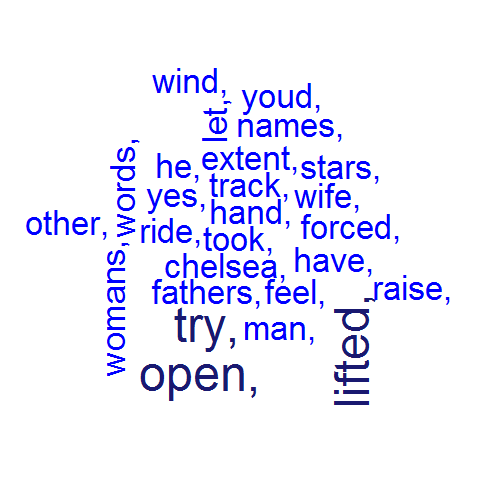 wind,
youd,
let,
names,
words,
he,
extent,
stars,
yes,
track,
wife,
hand,
other,
ride,
took,
forced,
womans,
chelsea,
have,
fathers,
feel,
raise,
try,
man,
lifted,
open,